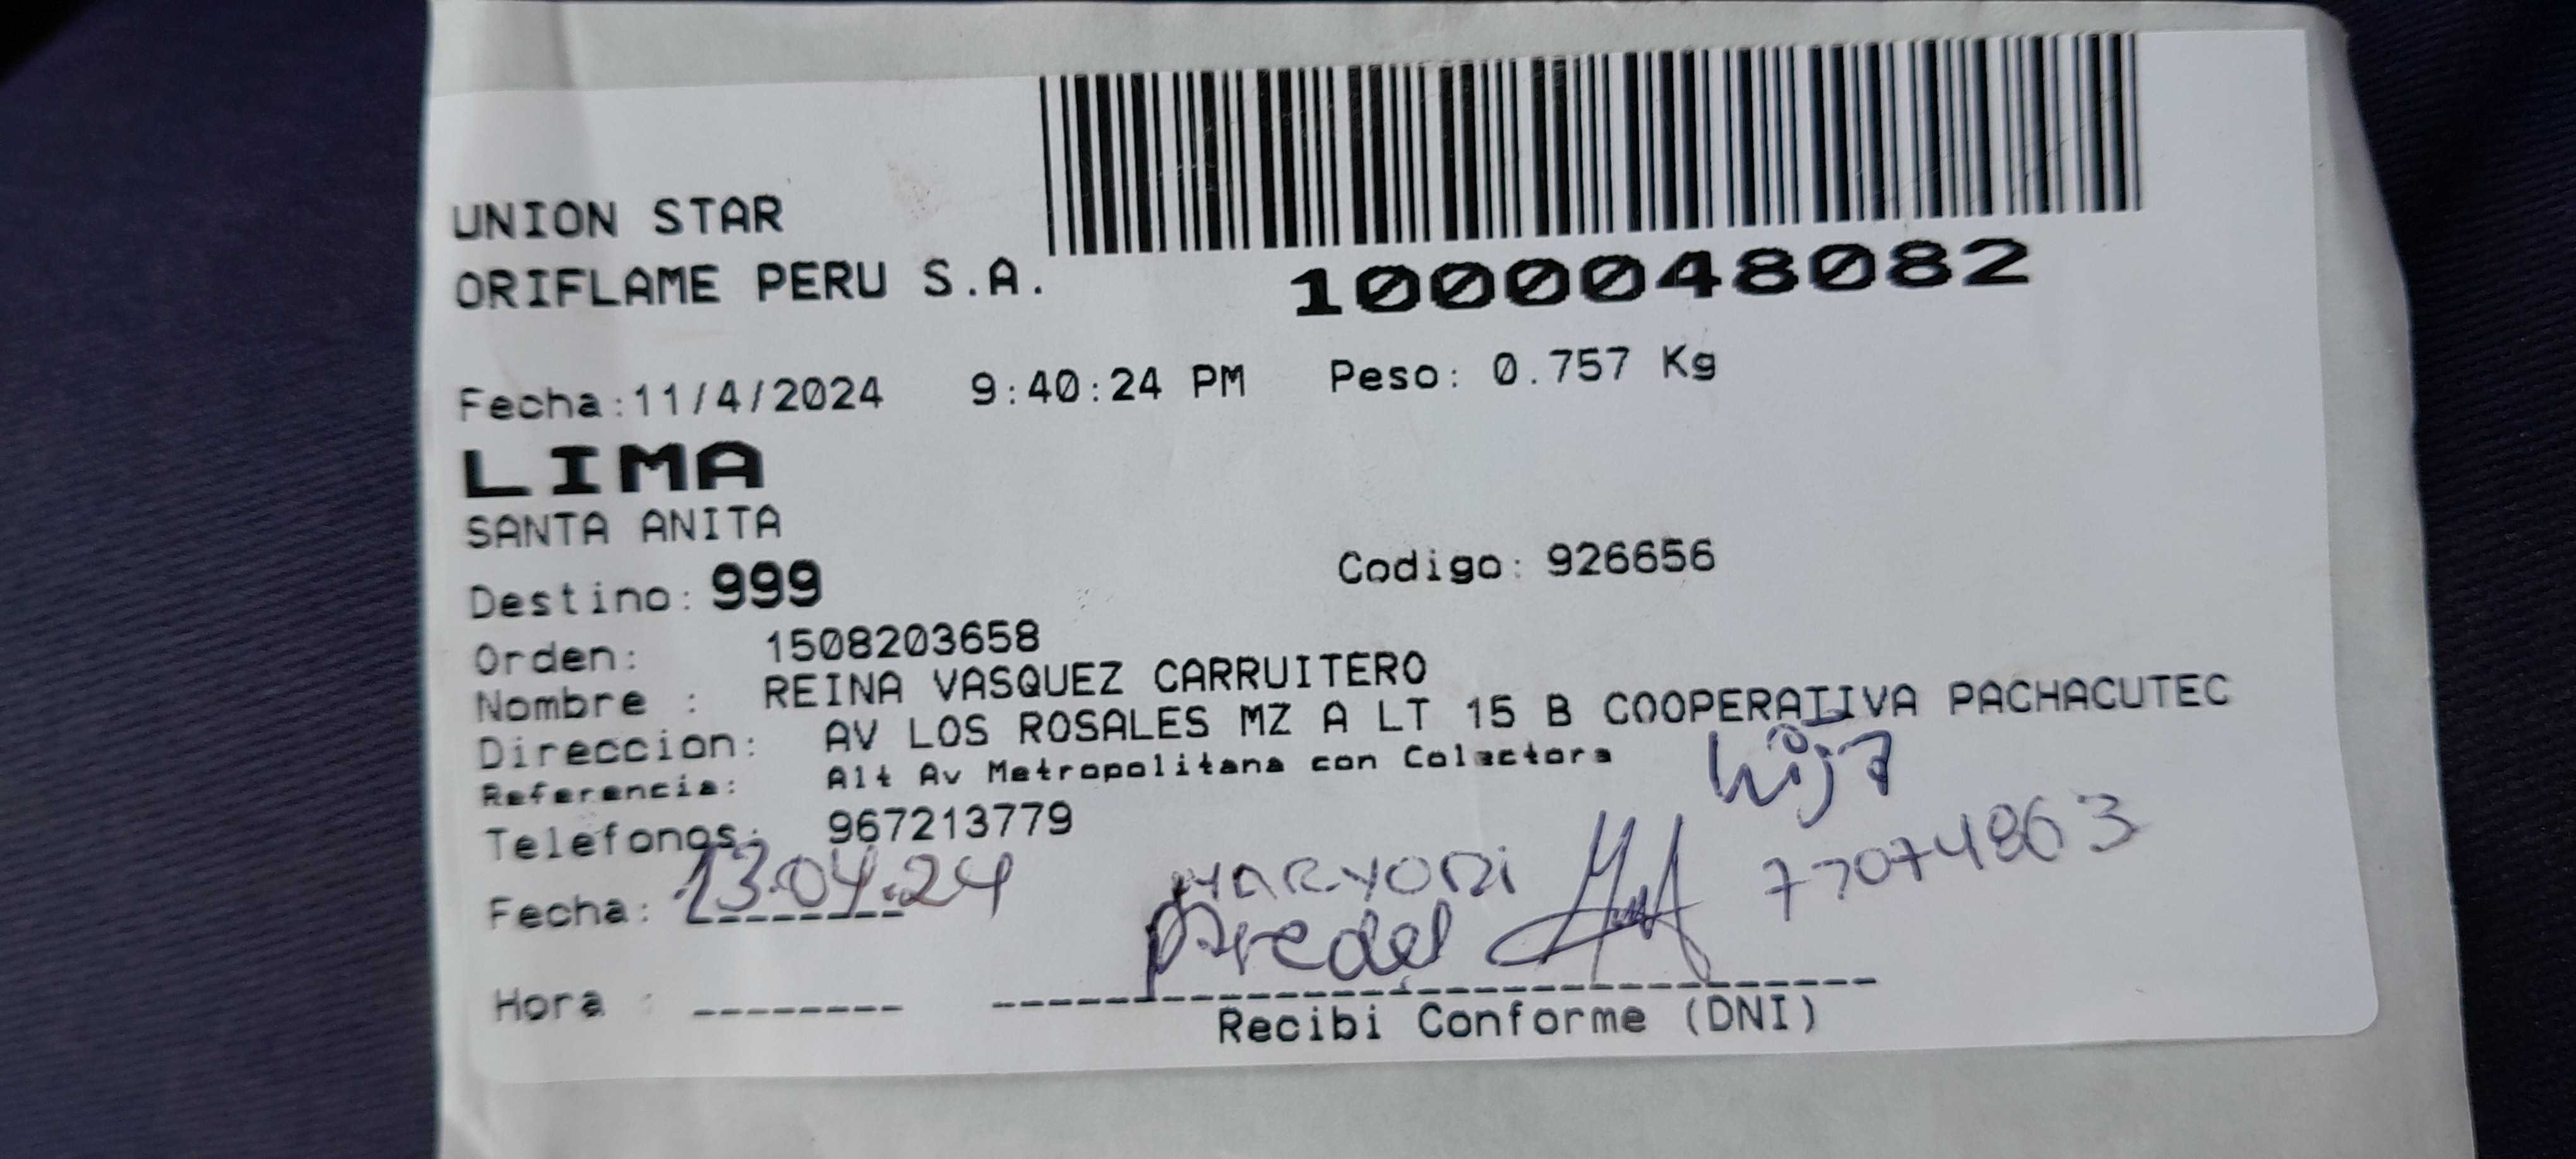 UNION STAR
ORIFLAME PERU S.A.
1000048082
Fecha:11/4/2024 9:40:24 PM Peso: 0.757 Kg
LIMA
SANTA ANITA
Destino: 999 Codigo: 926656
Orden: 1508203658
Nombre : REINA VASQUEZ CARRUITERO
Direccion: AV LOS ROSALES MZ A LT 15 B COOPERATIVA PACHACUTEC
Referencia: Alt Av Metropolitana con Colectora
hija
Telefonos: 967213779
Fecha: 13.04.24 MARYORI 77074863
Hora :
Recibi Conforme (DNI)